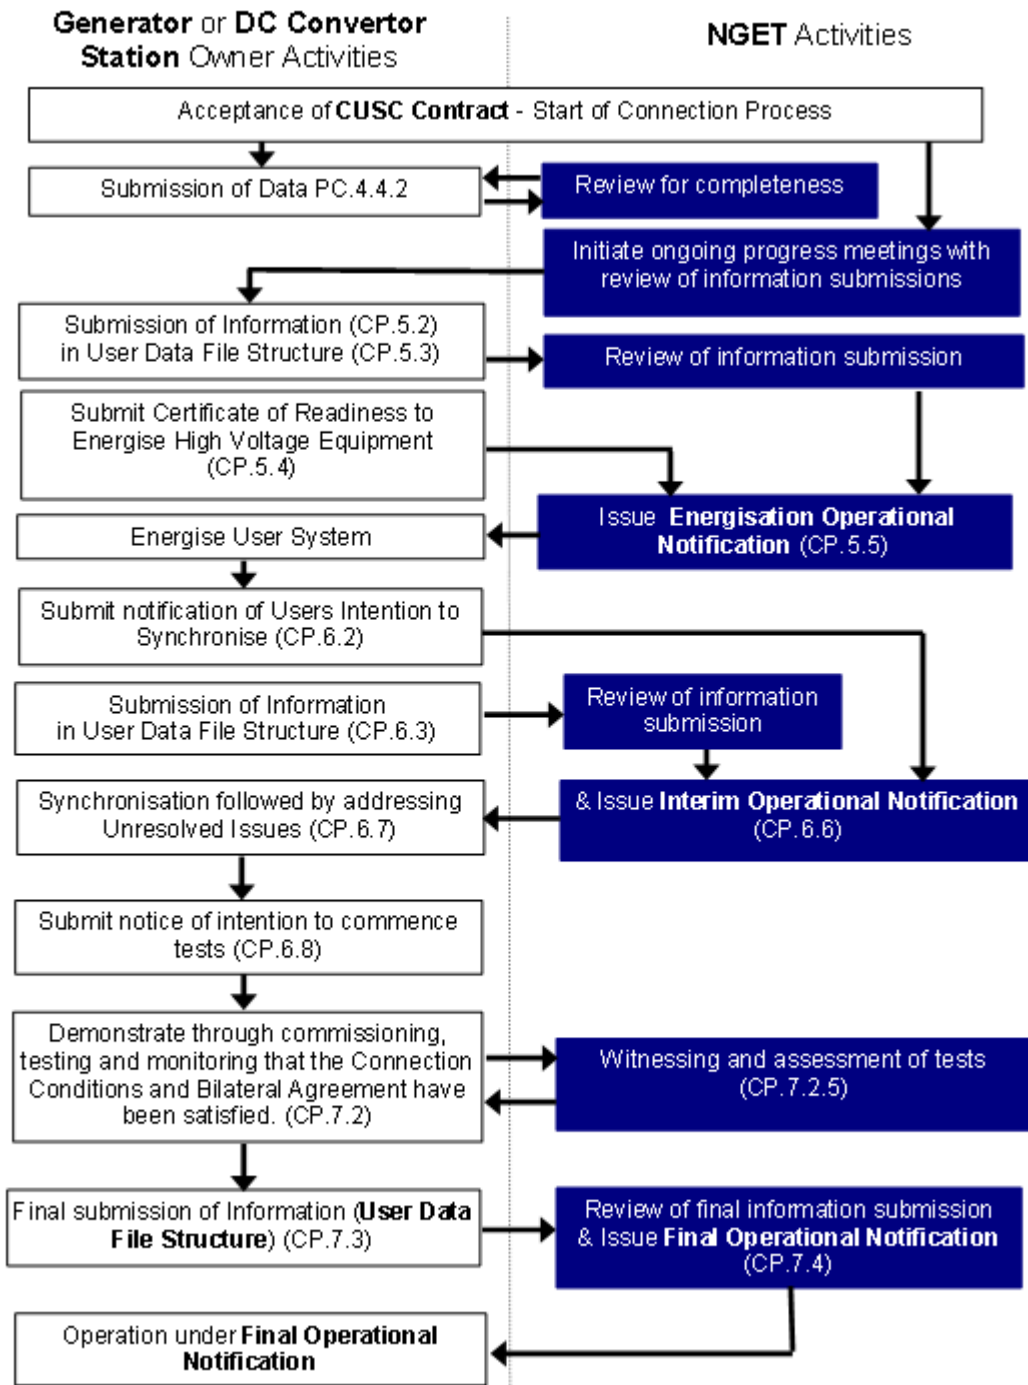 Generator or DC Convertor
Station Owner Activities
NGET Activities
Acceptance of CUSC Contract - Start of Connection Process
Submission of Data PC.4.4.2
Review for completeness
Initiate ongoing progress meetings with
review of information submissions
Submission of Information (CP.5.2)
in User Data File Structure (CP.5.3)
Review of information submission
Submit Certificate of Readiness to
Energise High Voltage Equipment
(CP.5.4)
Issue Energisation Operational
Notification (CP.5.5)
Energise User System
Submit notification of Users Intention to
Synchronise (CP.6.2)
Submission of Information
in User Data File Structure (CP.6.3)
Review of information
submission
Synchronisation followed by addressing
Unresolved Issues (CP.6.7)
& Issue Interim Operational Notification
(CP.6.6)
Submit notice of intention to commence
tests (CP.6.8)
Demonstrate through commissioning,
testing and monitoring that the Connection
Conditions and Bilateral Agreement have
been satisfied. (CP.7.2)
Witnessing and assessment of tests
(CP.7.2.5)
Final submission of Information (User Data
File Structure) (CP.7.3)
Review of final information submission
& Issue Final Operational Notification
(CP.7.4)
Operation under Final Operational
Notification